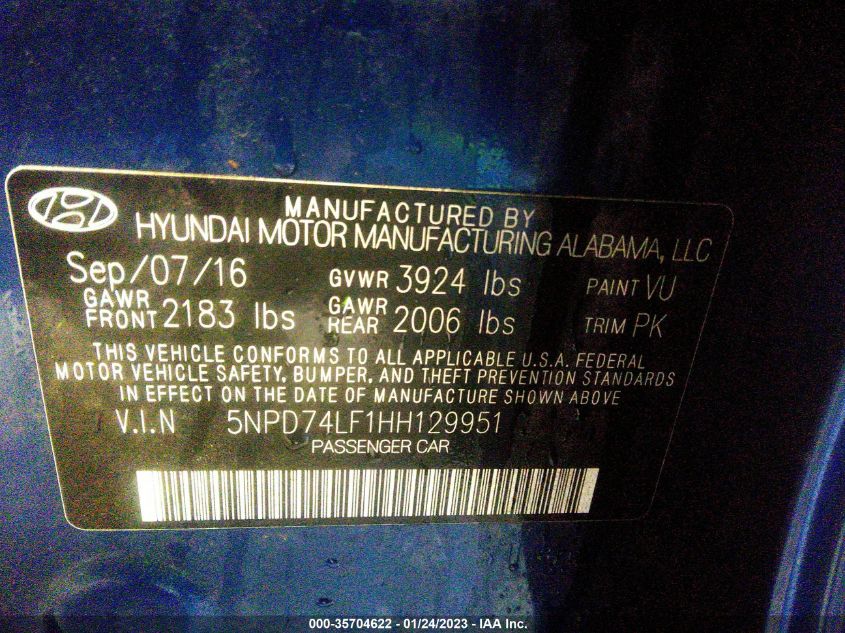 MANUFACTURED BY
HYUNDAI MOTOR MANUFACTURING ALABAMA, LLC
Sep/07/16 GVWR 3924 lbs PAINT VU
GAWR FRONT 2183 lbs GAWR REAR 2006 lbs TRIM PK
THIS VEHICLE CONFORMS TO ALL APPLICABLE U.S.A. FEDERAL
MOTOR VEHICLE SAFETY, BUMPER, AND THEFT PREVENTION STANDARDS
IN EFFECT ON THE DATE OF MANUFACTURE SHOWN ABOVE
V.I.N 5NPD74LF1HH129951
PASSENGER CAR
000-35704622 - 01/24/2023 - IAA Inc.